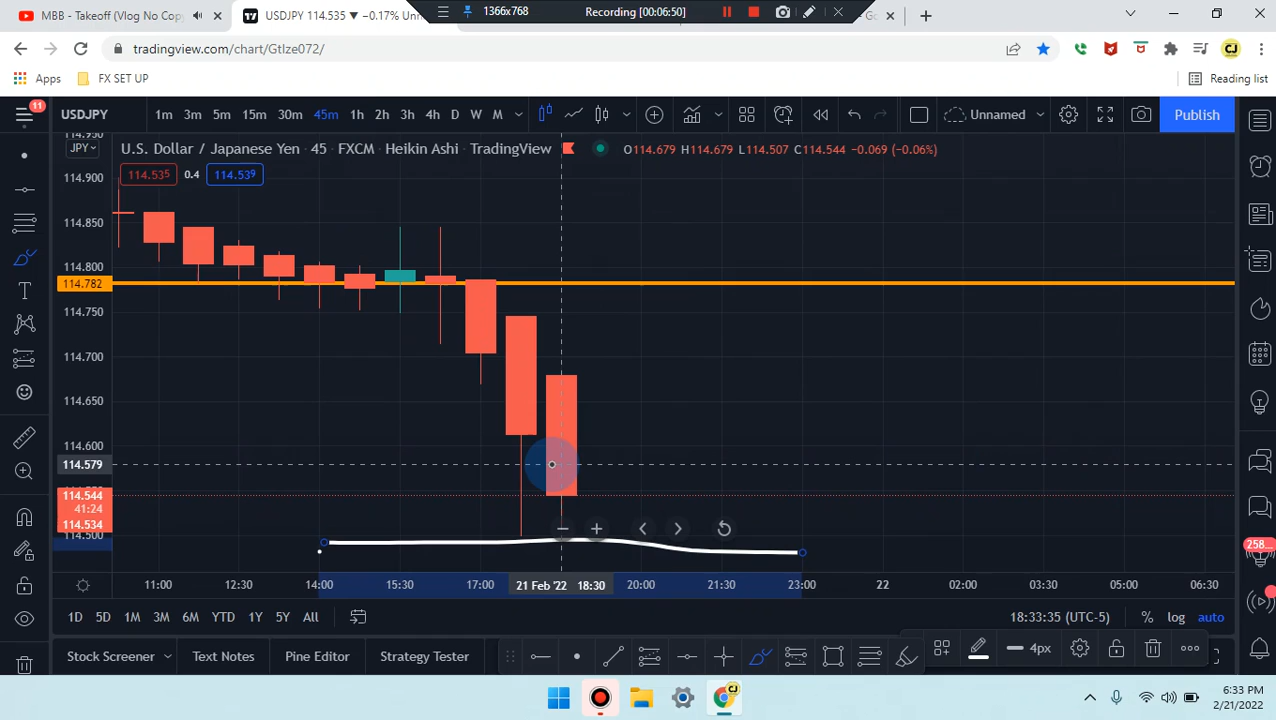 MBB - Takeoff (Vlog No Cop
USDJPY 114.535 ▼ −0.17% Unn
1366x768
Recording [00:06:50]
tradingview.com/chart/GtIze072/
Apps
FX SET UP
Reading list
11
USDJPY
1m 3m 5m 15m 30m 45m 1h 2h 3h 4h D W M
Unnamed
Publish
JPY
U.S. Dollar / Japanese Yen · 45 · FXCM · Heikin Ashi · TradingView
O114.679 H114.679 L114.507 C114.544 −0.069 (−0.06%)
114.535 0.4 114.539
114.950
114.900
114.850
114.800
114.782
114.750
114.700
114.650
114.600
114.579
114.544
41:24
114.534
114.500
258...
11:00 12:30 14:00 15:30 17:00 21 Feb '22 18:30 20:00 21:30 23:00 22 02:00 03:30 05:00 06:30
1D 5D 1M 3M 6M YTD 1Y 5Y All
18:33:35 (UTC-5) % log auto
Stock Screener Text Notes Pine Editor Strategy Tester
4px
6:33 PM
2/21/2022